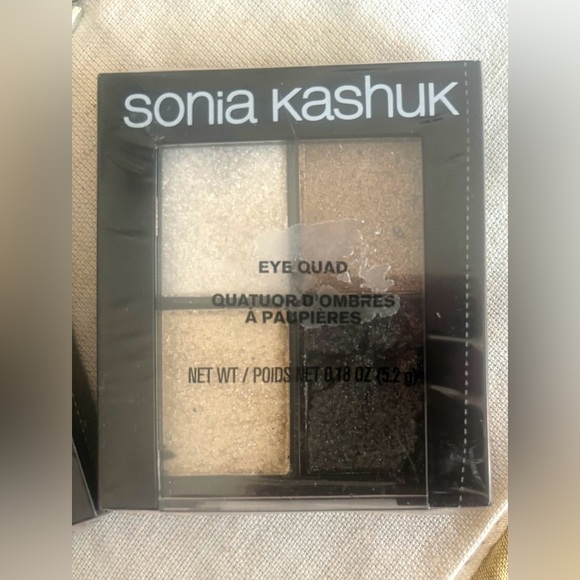 sonia kashuk
EYE QUAD
QUATUOR D'OMBRES
À PAUPIÈRES
NET WT / POIDS NET 0.18 OZ (5.2 g)